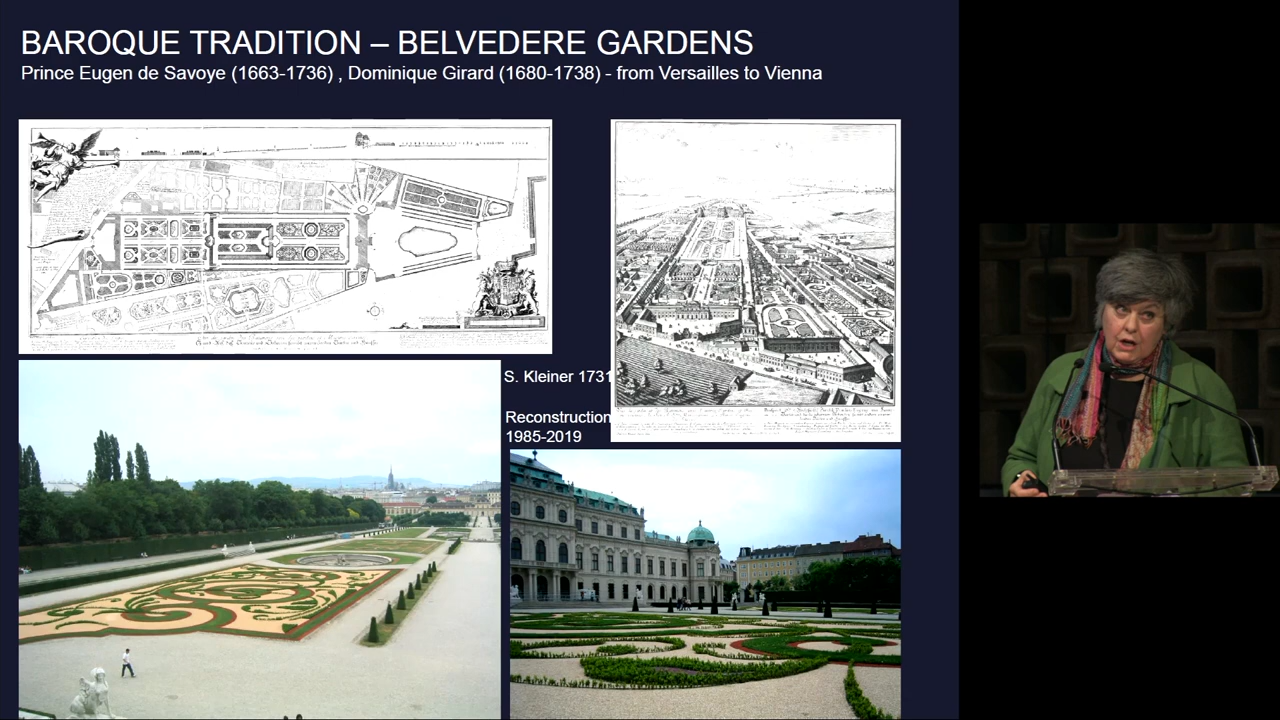 BAROQUE TRADITION – BELVEDERE GARDENS
Prince Eugen de Savoye (1663-1736) , Dominique Girard (1680-1738) - from Versailles to Vienna
S. Kleiner 1731
Reconstruction
1985-2019